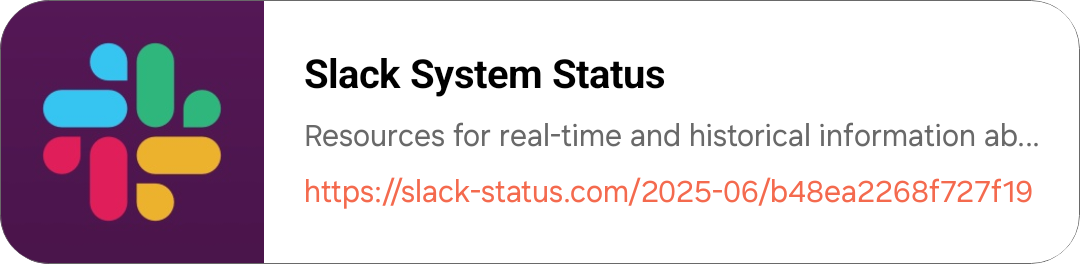 Slack System Status
Resources for real-time and historical information ab...
https://slack-status.com/2025-06/b48ea2268f727f19